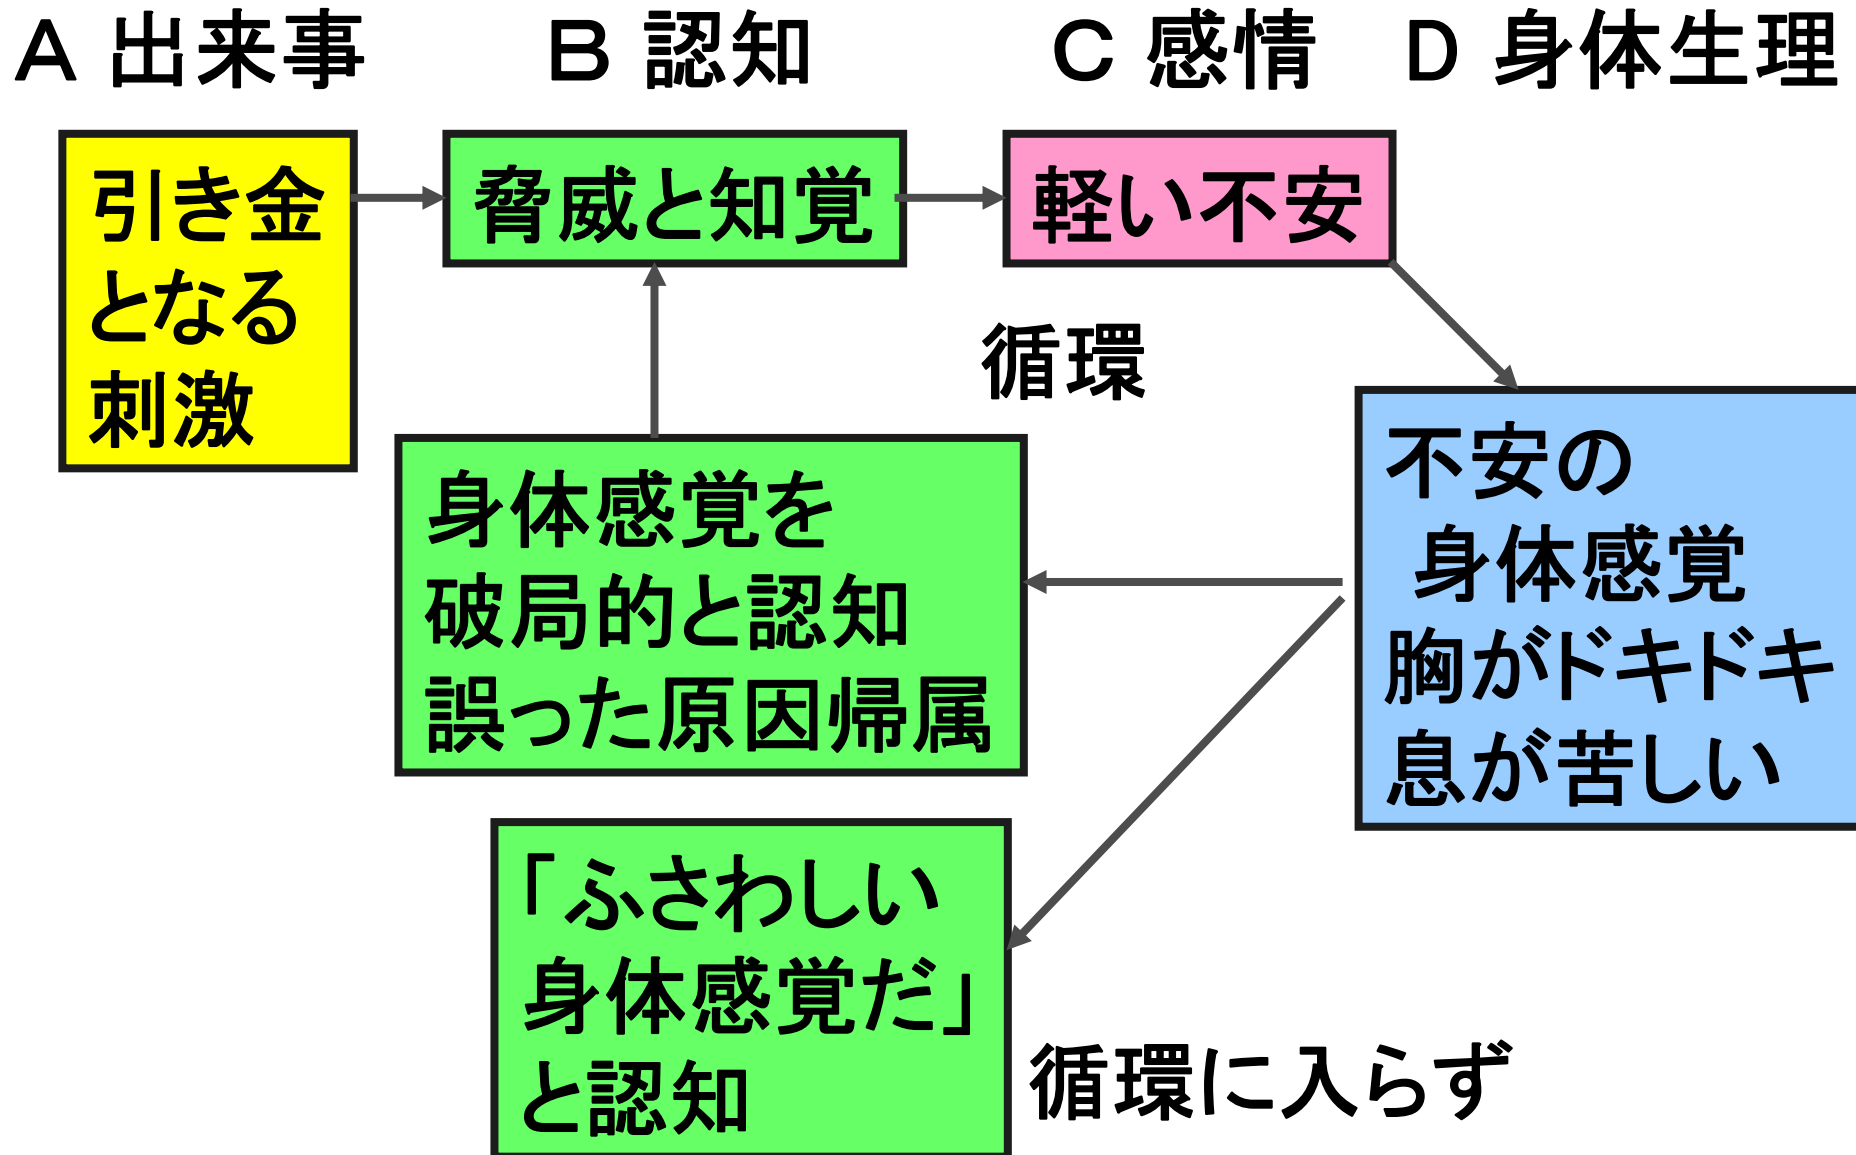 A 出来事
B 認知
C 感情
D 身体生理
引き金
となる
刺激
脅威と知覚
軽い不安
循環
不安の
身体感覚
胸がドキドキ
息が苦しい
身体感覚を
破局的と認知
誤った原因帰属
「ふさわしい
身体感覚だ」
と認知
循環に入らず